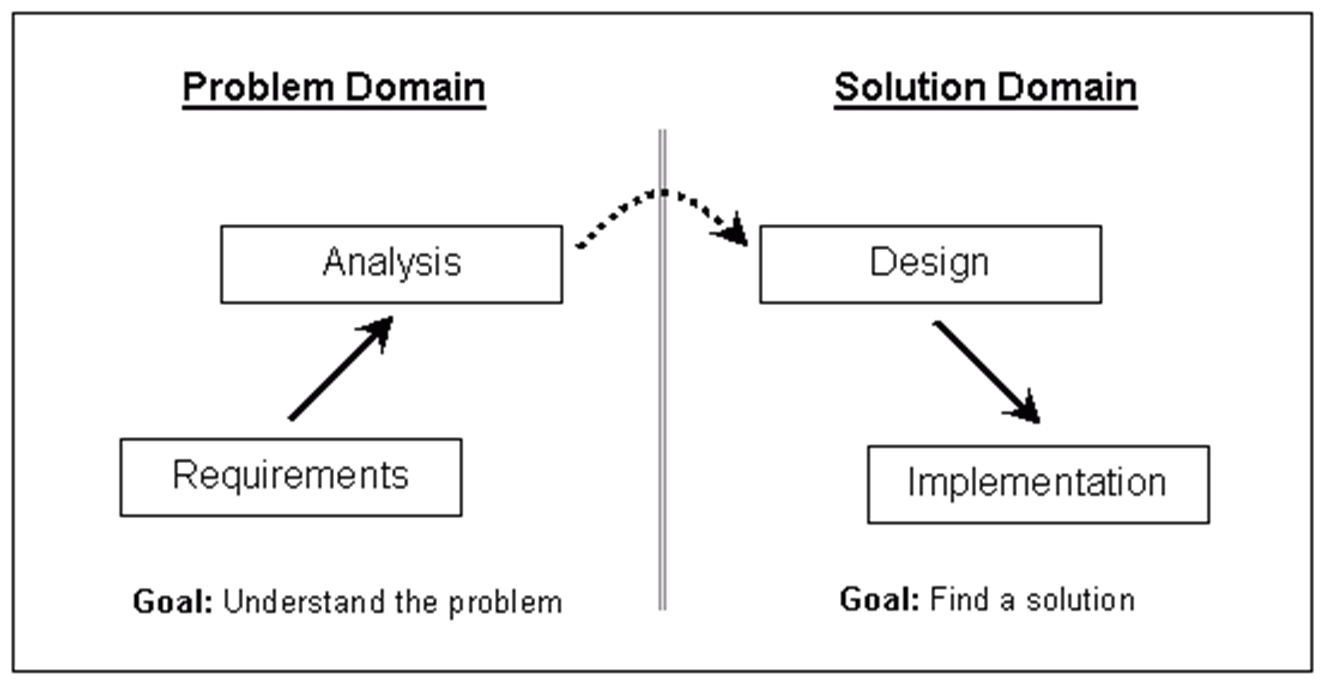 Problem Domain
Solution Domain
Analysis
Design
Requirements
Implementation
Goal: Understand the problem
Goal: Find a solution